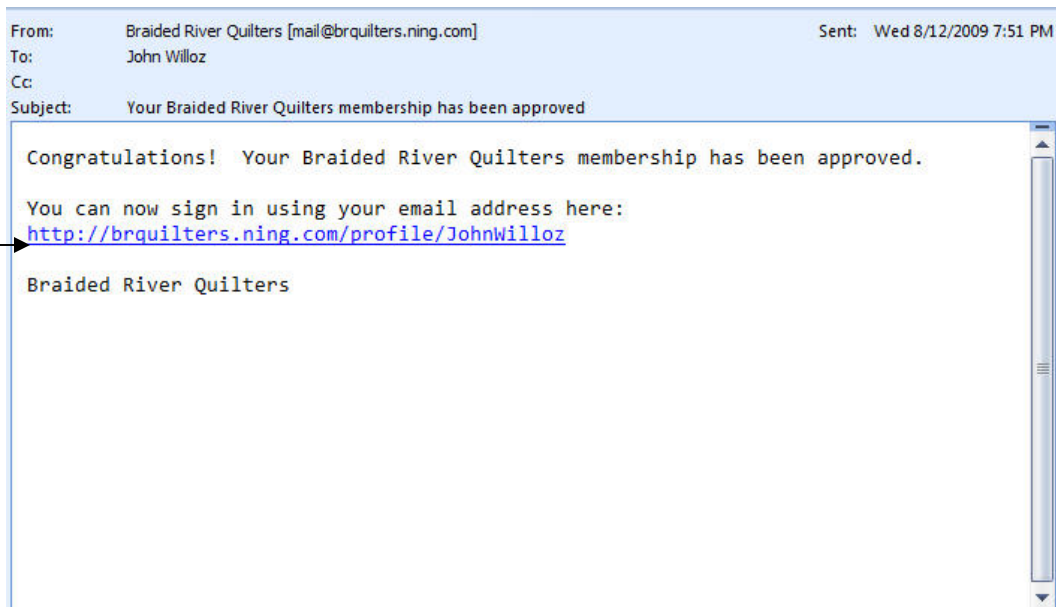 From: Braided River Quilters [mail@brquilters.ning.com] Sent: Wed 8/12/2009 7:51 PM
To: John Willoz
Cc:
Subject: Your Braided River Quilters membership has been approved
Congratulations!  Your Braided River Quilters membership has been approved.
You can now sign in using your email address here:
http://brquilters.ning.com/profile/JohnWilloz
Braided River Quilters